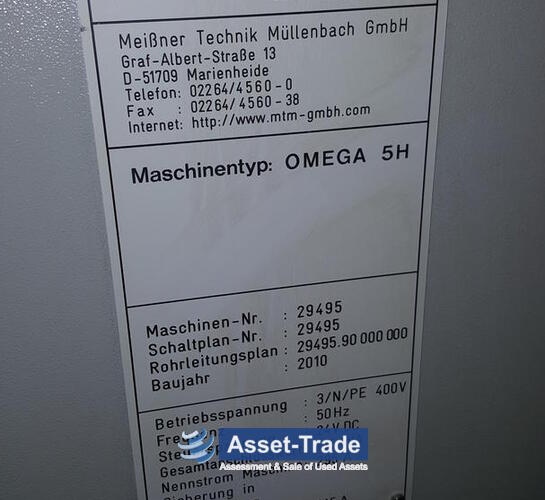 Meißner Technik Müllenbach GmbH
Graf-Albert-Straße 13
D-51709 Marienheide
Telefon: 02264/4560-0
Fax : 02264/4560-38
Internet: http://www.mtm-gmbh.com
Maschinentyp: OMEGA 5H
Maschinen-Nr. : 29495
Schaltplan-Nr. : 29495
Rohrleitungsplan : 29495.90 000 000
Baujahr : 2010
Betriebsspannung : 3/N/PE 400V
50Hz
Asset-Trade
Assessment & Sale of Used Assets
Nennstrom